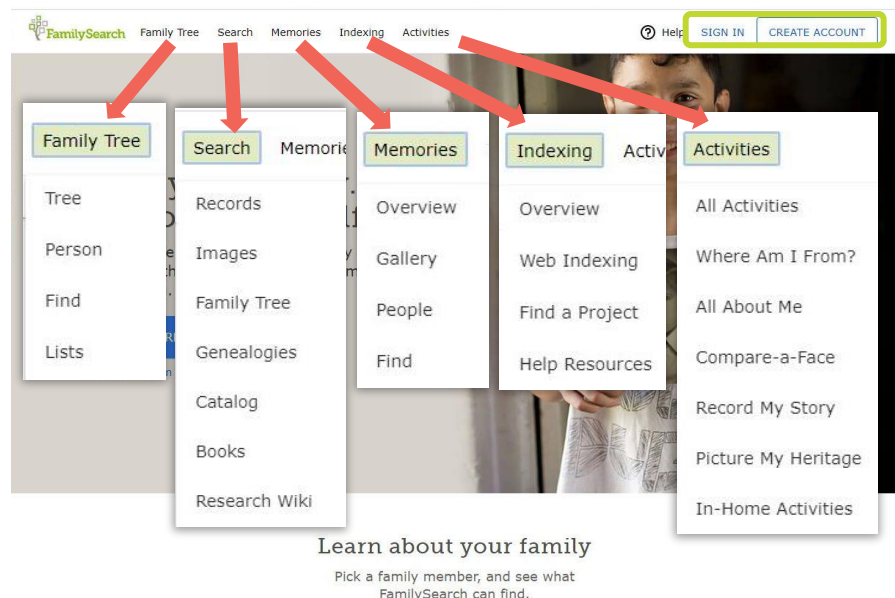 FamilySearch Family Tree Search Memories Indexing Activities Help SIGN IN CREATE ACCOUNT
Family Tree
Tree
Person
Find
Lists
Search Memorie
Records
Images
Family Tree
Genealogies
Catalog
Books
Research Wiki
Memories
Overview
Gallery
People
Find
Indexing Activ
Overview
Web Indexing
Find a Project
Help Resources
Activities
All Activities
Where Am I From?
All About Me
Compare-a-Face
Record My Story
Picture My Heritage
In-Home Activities
Learn about your family
Pick a family member, and see what
FamilySearch can find.